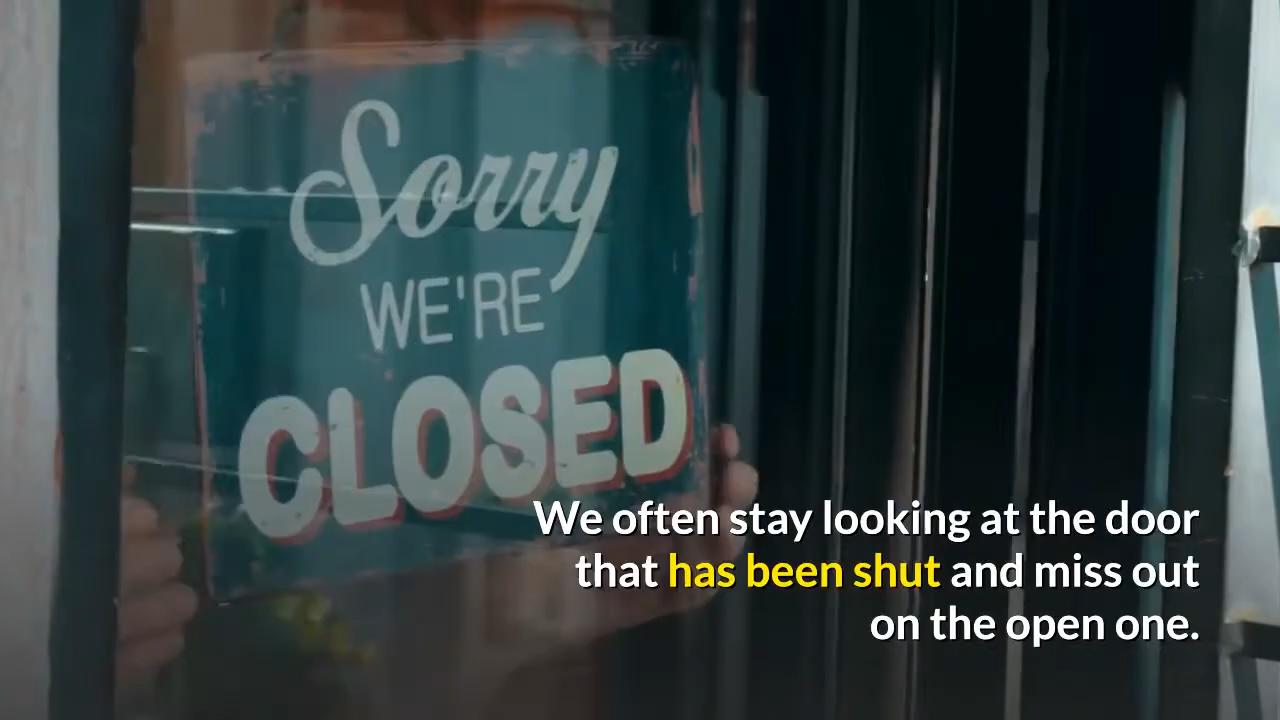 Sorry
WE'RE
CLOSED
We often stay looking at the door
that has been shut and miss out
on the open one.